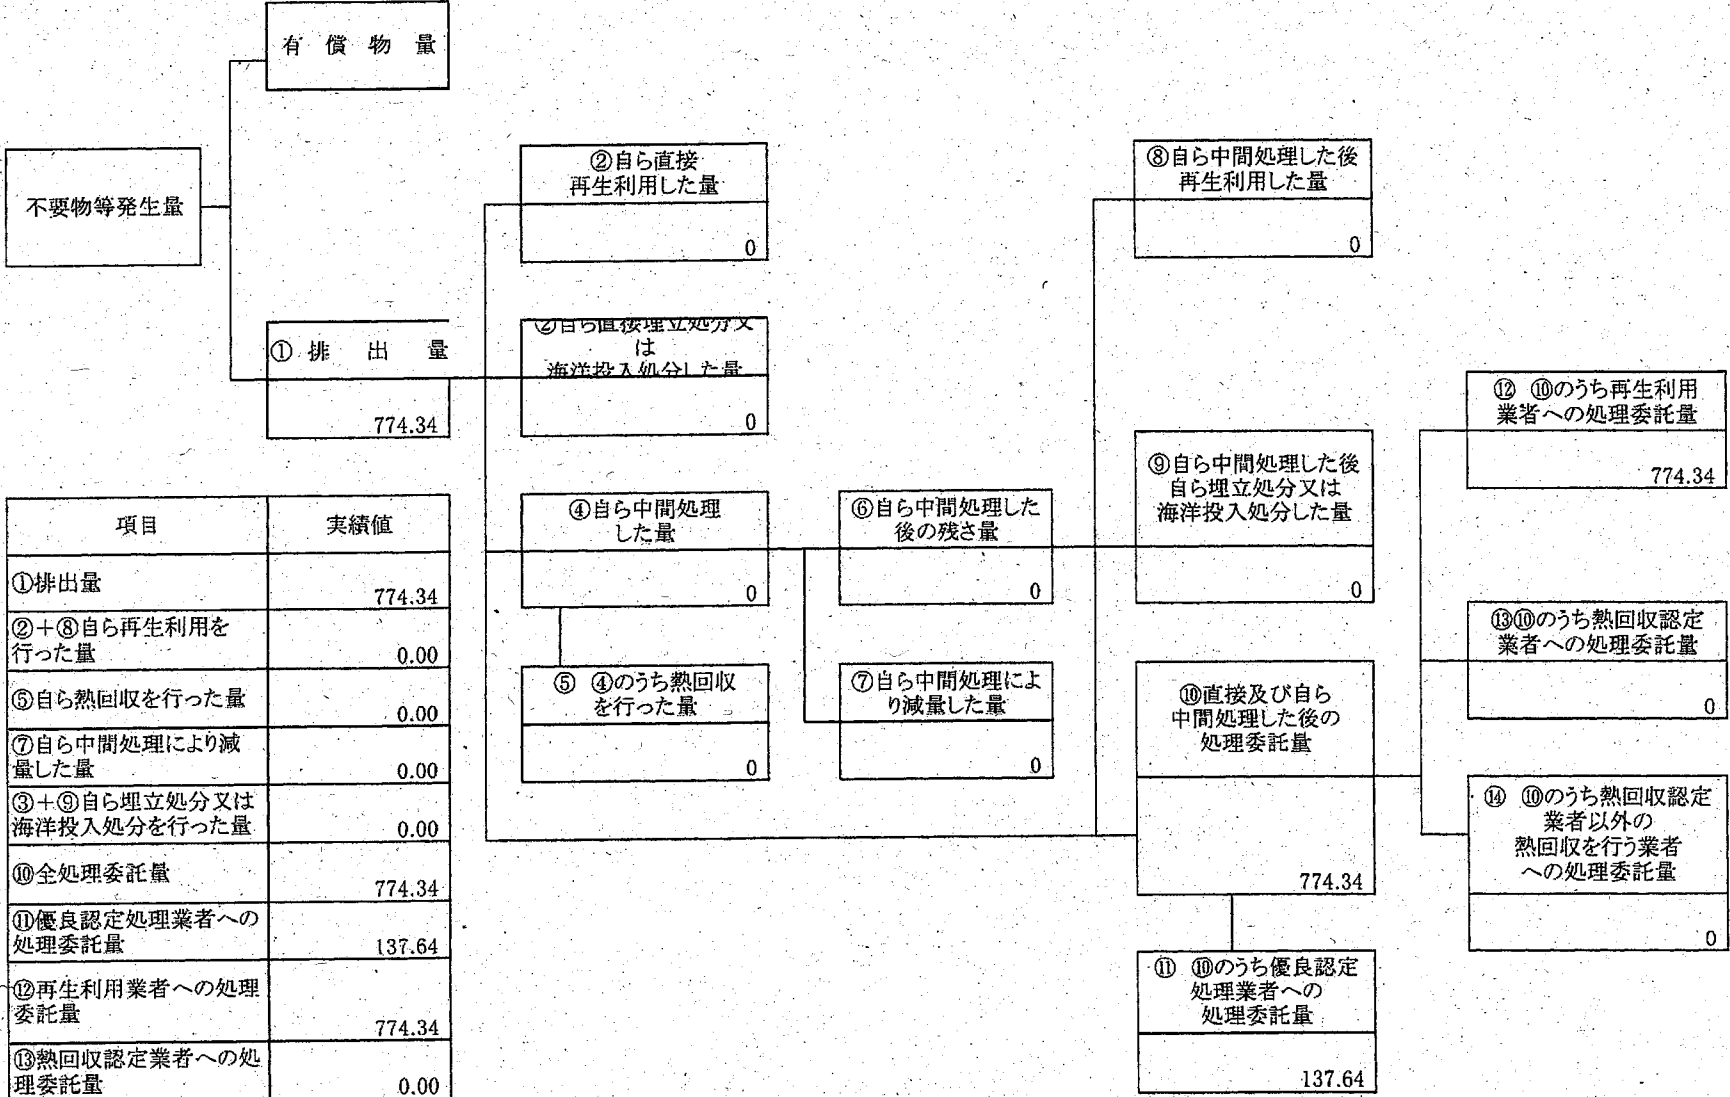 有償物量
不要物等発生量
①排出量
774.34
②自ら直接
再生利用した量
0
②自ら直接埋立処分又
は
海洋投入処分した量
0
④自ら中間処理
した量
0
⑤ ④のうち熱回収
を行った量
0
⑥自ら中間処理した
後の残さ量
0
⑦自ら中間処理によ
り減量した量
0
⑧自ら中間処理した後
再生利用した量
0
⑨自ら中間処理した後
自ら埋立処分又は
海洋投入処分した量
0
⑩直接及び自ら
中間処理した後の
処理委託量
774.34
⑪ ⑩のうち優良認定
処理業者への
処理委託量
137.64
⑫ ⑩のうち再生利用
業者への処理委託量
774.34
⑬⑩のうち熱回収認定
業者への処理委託量
0
⑭ ⑩のうち熱回収認定
業者以外の
熱回収を行う業者
への処理委託量
0
項目 実績値
①排出量 774.34
②+⑧自ら再生利用を
行った量 0.00
⑤自ら熱回収を行った量 0.00
⑦自ら中間処理により減
量した量 0.00
③+⑨自ら埋立処分又は
海洋投入処分を行った量 0.00
⑩全処理委託量 774.34
⑪優良認定処理業者への
処理委託量 137.64
⑫再生利用業者への処理
委託量 774.34
⑬熱回収認定業者への処
理委託量 0.00